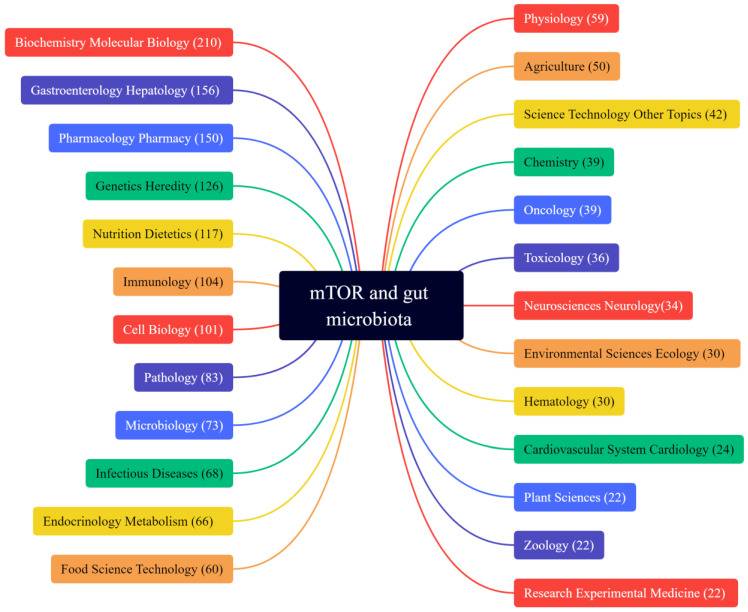 Biochemistry Molecular Biology (210)
Gastroenterology Hepatology (156)
Pharmacology Pharmacy (150)
Genetics Heredity (126)
Nutrition Dietetics (117)
Immunology (104)
Cell Biology (101)
Pathology (83)
Microbiology (73)
Infectious Diseases (68)
Endocrinology Metabolism (66)
Food Science Technology (60)
mTOR and gut
microbiota
Physiology (59)
Agriculture (50)
Science Technology Other Topics (42)
Chemistry (39)
Oncology (39)
Toxicology (36)
Neurosciences Neurology(34)
Environmental Sciences Ecology (30)
Hematology (30)
Cardiovascular System Cardiology (24)
Plant Sciences (22)
Zoology (22)
Research Experimental Medicine (22)